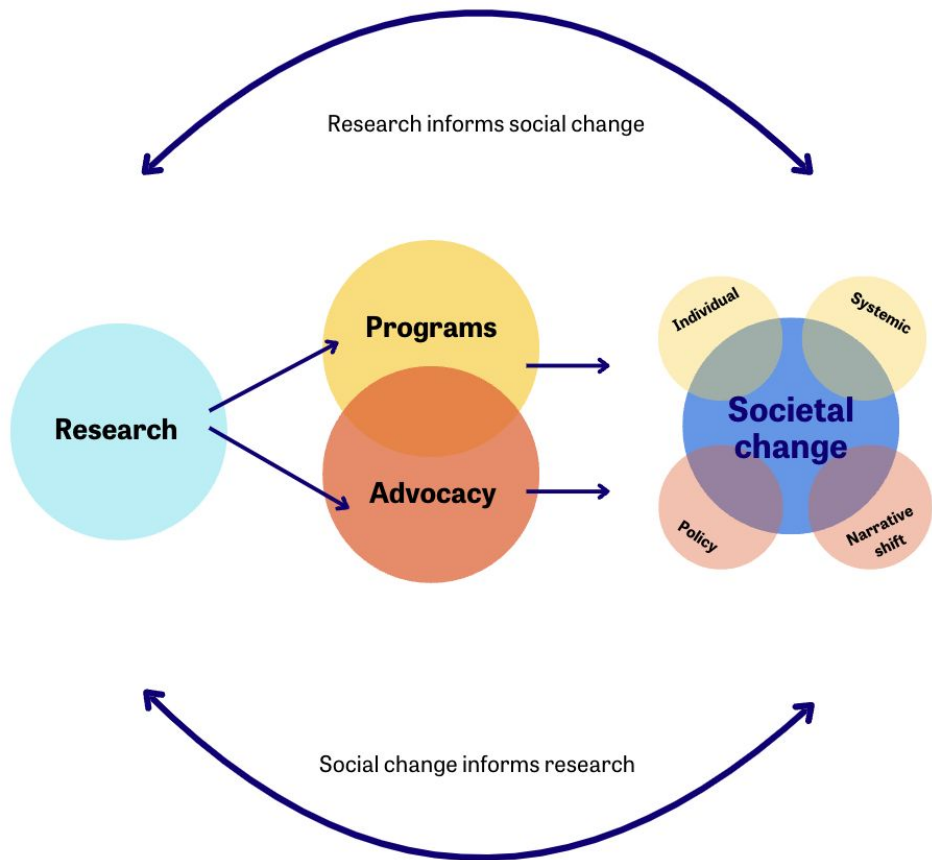 Research informs social change
Individual
Systemic
Programs
Research
Societal
change
Advocacy
Policy
Narrative
shift
Social change informs research